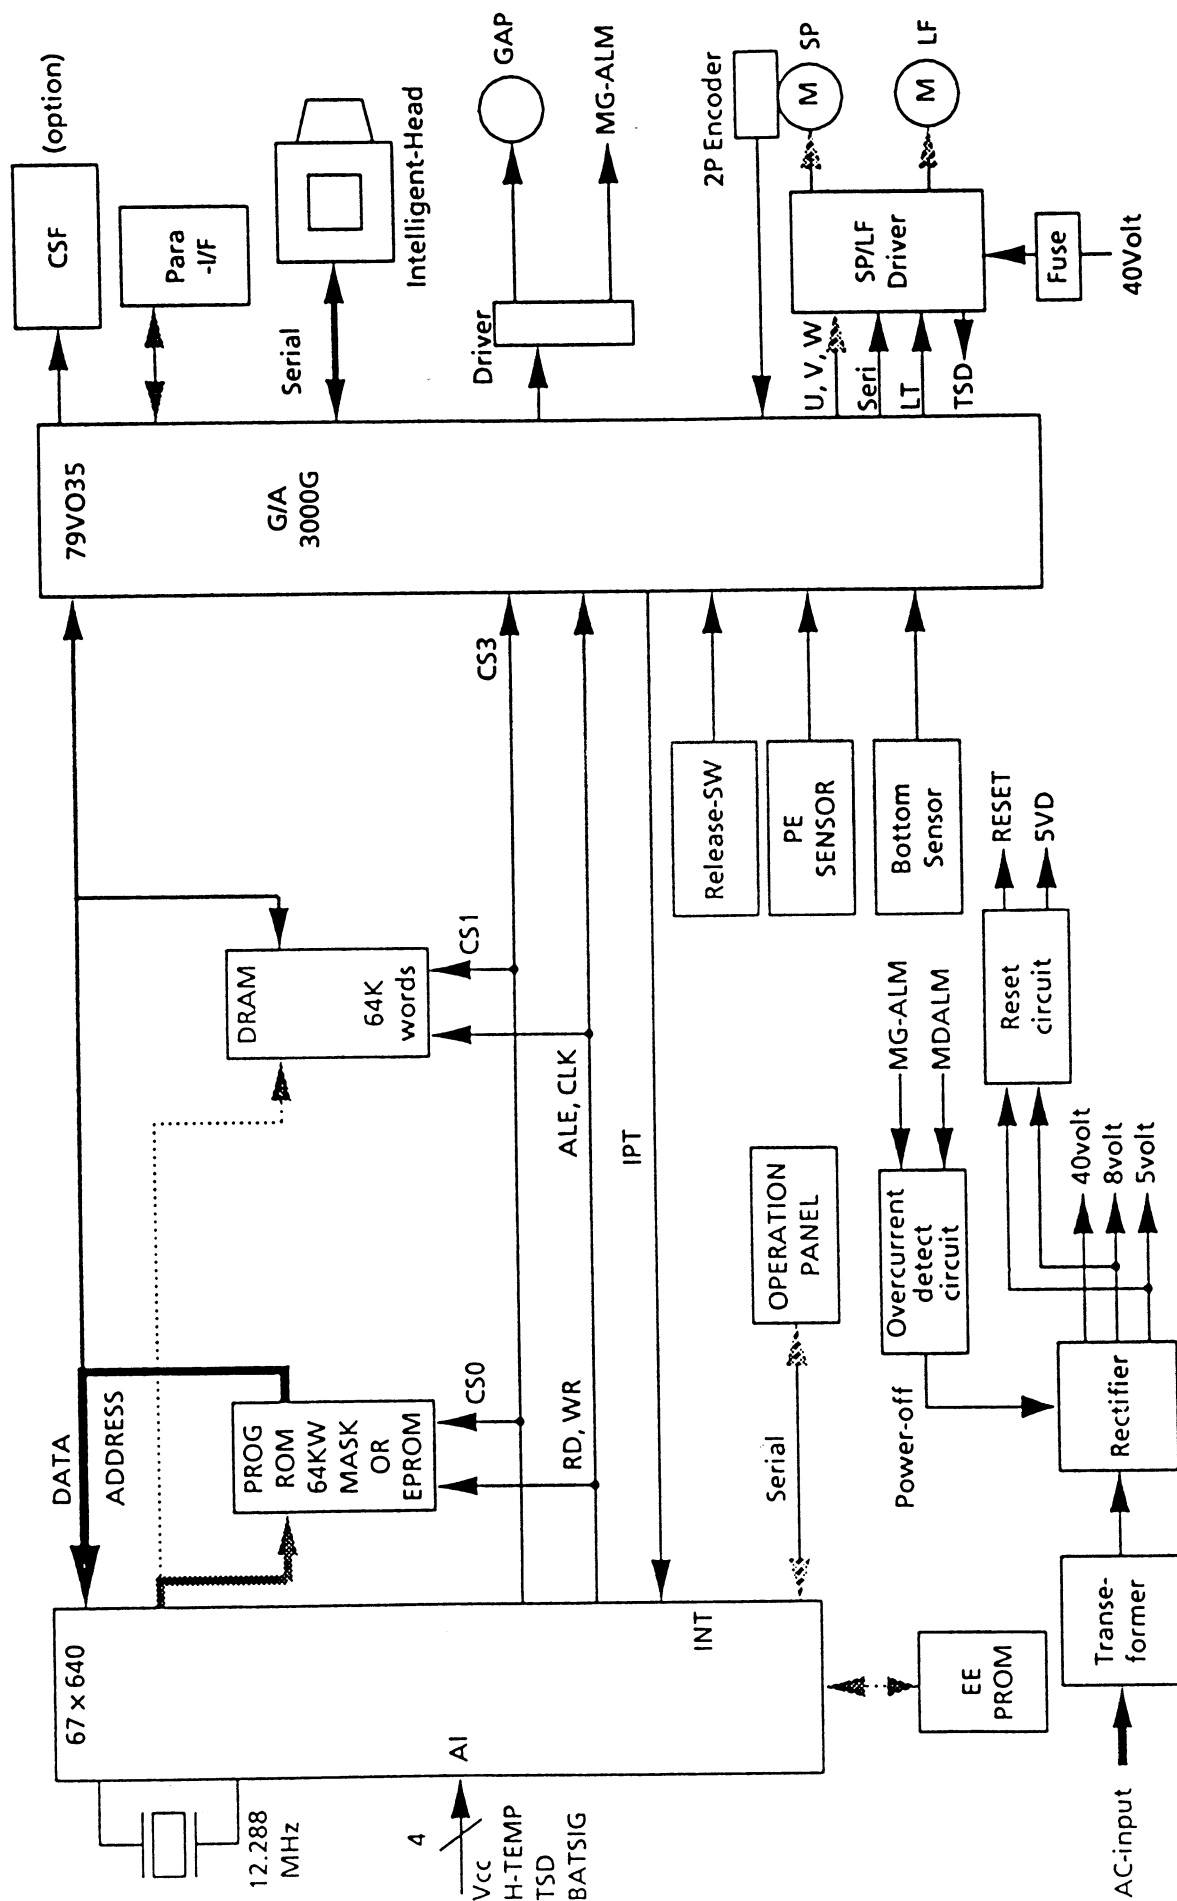 12.288
MHz
67 × 640
AI
INT
4
Vcc
H-TEMP
TSD
BATSIG
DATA
ADDRESS
PROG
ROM
64KW
MASK
OR
EPROM
CS0
RD, WR
DRAM
64K
words
CS1
ALE, CLK
CS3
IPT
79VO35
G/A
3000G
CSF
(option)
Para
-I/F
Serial
Intelligent-Head
Driver
GAP
MG-ALM
2P Encoder
M
SP
M
LF
U, V, W
Seri
LT
TSD
SP/LF
Driver
Fuse
40Volt
Release-SW
PE
SENSOR
Bottom
Sensor
Serial
OPERATION
PANEL
EE
PROM
AC-input
Transe-
former
Rectifier
Power-off
Overcurrent
detect
circuit
MG-ALM
MDALM
40volt
8volt
5volt
Reset
circuit
RESET
5VD